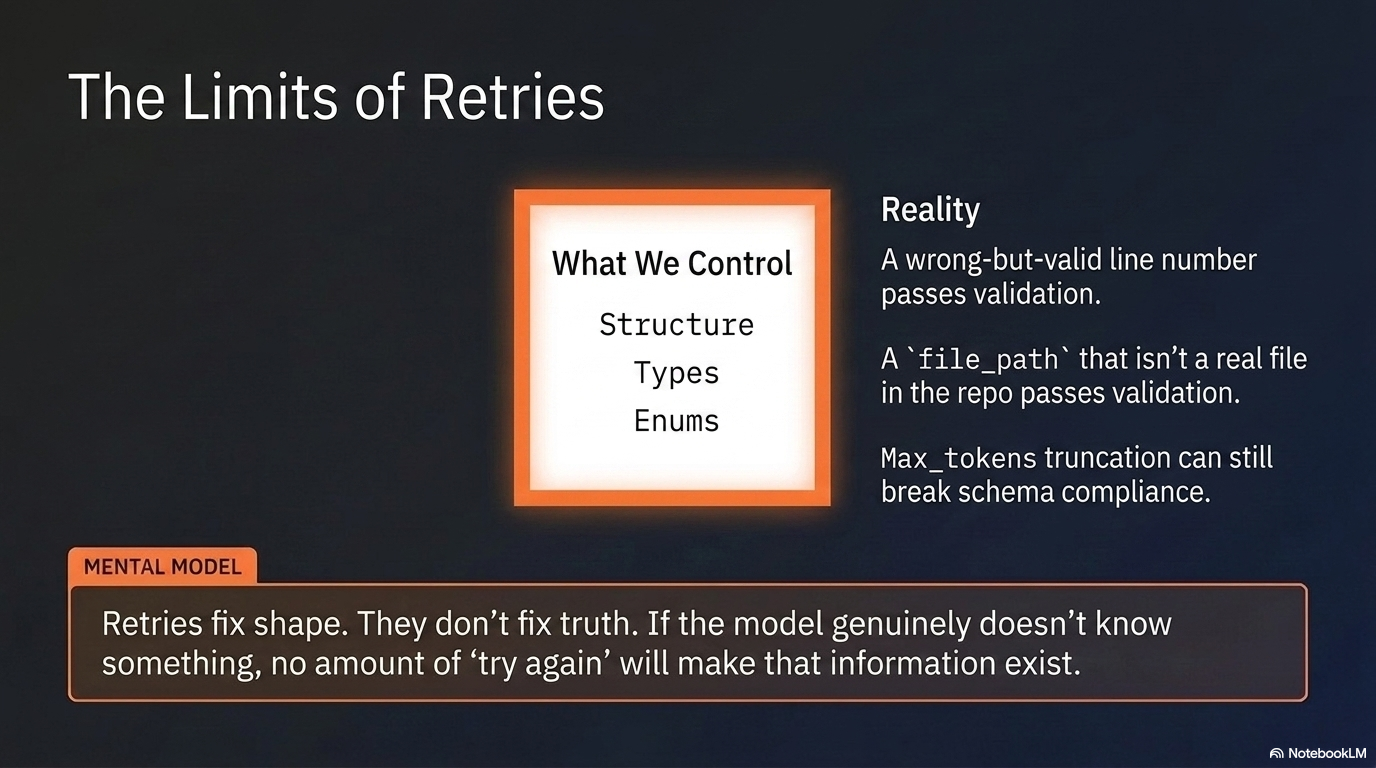 The Limits of Retries
What We Control
Structure
Types
Enums
Reality
A wrong-but-valid line number
passes validation.
A `file_path` that isn’t a real file
in the repo passes validation.
Max_tokens truncation can still
break schema compliance.
MENTAL MODEL
Retries fix shape. They don’t fix truth. If the model genuinely doesn’t know
something, no amount of ‘try again’ will make that information exist.
NotebookLM